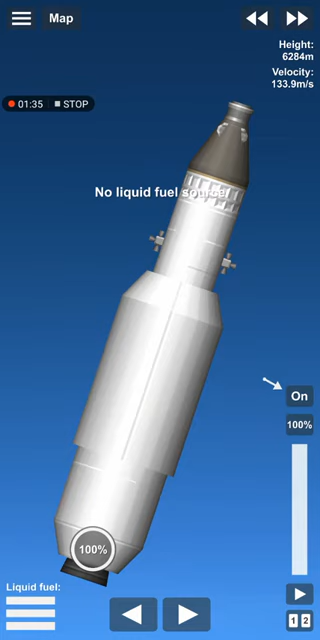 Map
Height:
6284m
Velocity:
133.9m/s
01:35 STOP
No liquid fuel source
On
100%
100%
Liquid fuel:
1 2